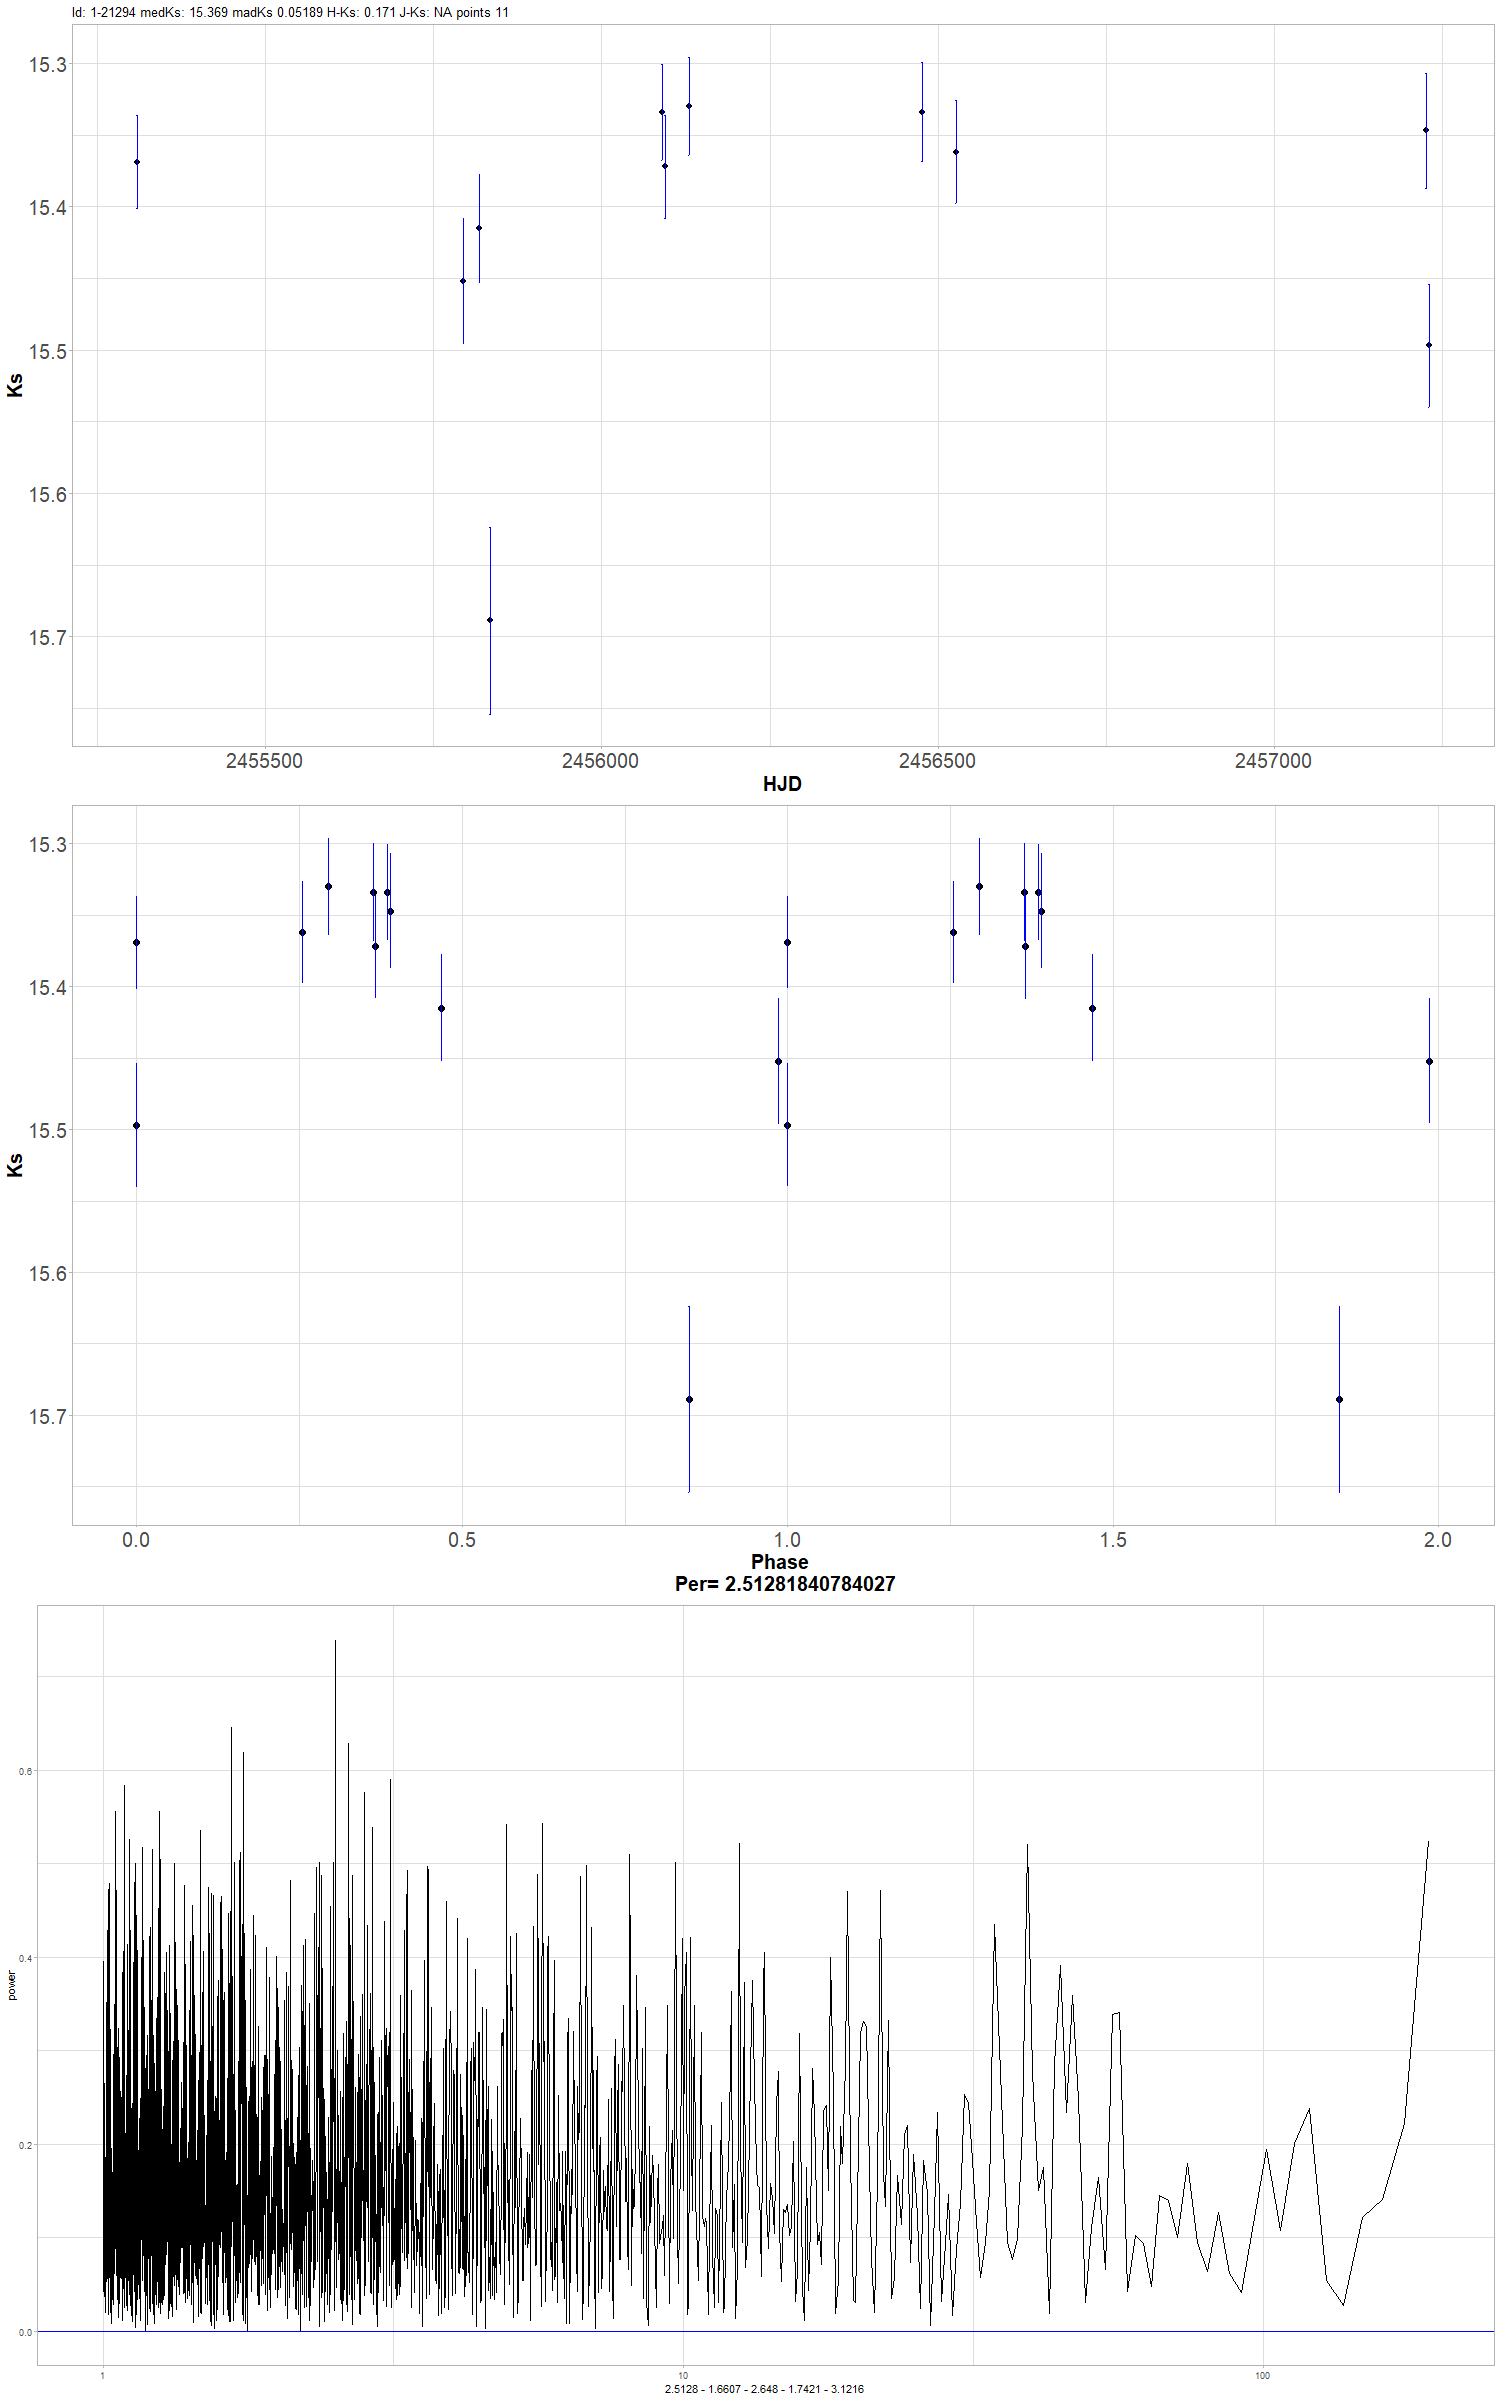 Id: 1-21294 medKs: 15.369 madKs 0.05189 H-Ks: 0.171 J-Ks: NA points 11
15.3
15.4
15.5
15.6
15.7
Ks
2455500 2456000 2456500 2457000
HJD
15.3
15.4
15.5
15.6
15.7
Ks
0.0 0.5 1.0 1.5 2.0
Phase
Per= 2.51281840784027
0.6
0.4
0.2
0.0
power
1 10 100
2.5128 - 1.6607 - 2.648 - 1.7421 - 3.1216